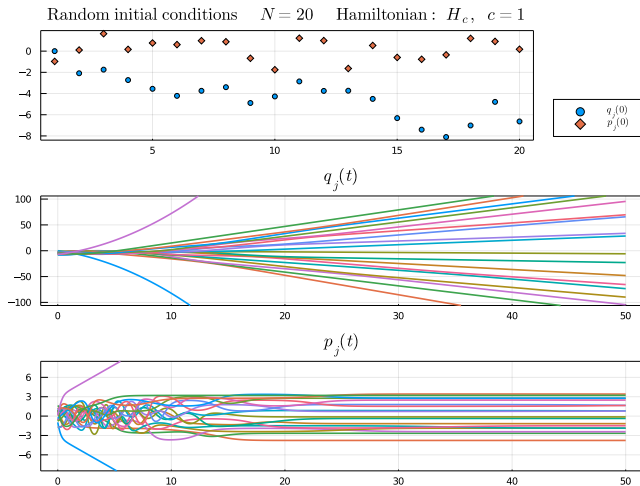 Random initial conditions N = 20 Hamiltonian : H_c , c = 1
0
−2
−4
−6
−8
5 10 15 20
q_j(0)
p_j(0)
q_j(t)
100
50
0
−50
−100
0 10 20 30 40 50
p_j(t)
6
3
0
−3
−6
0 10 20 30 40 50